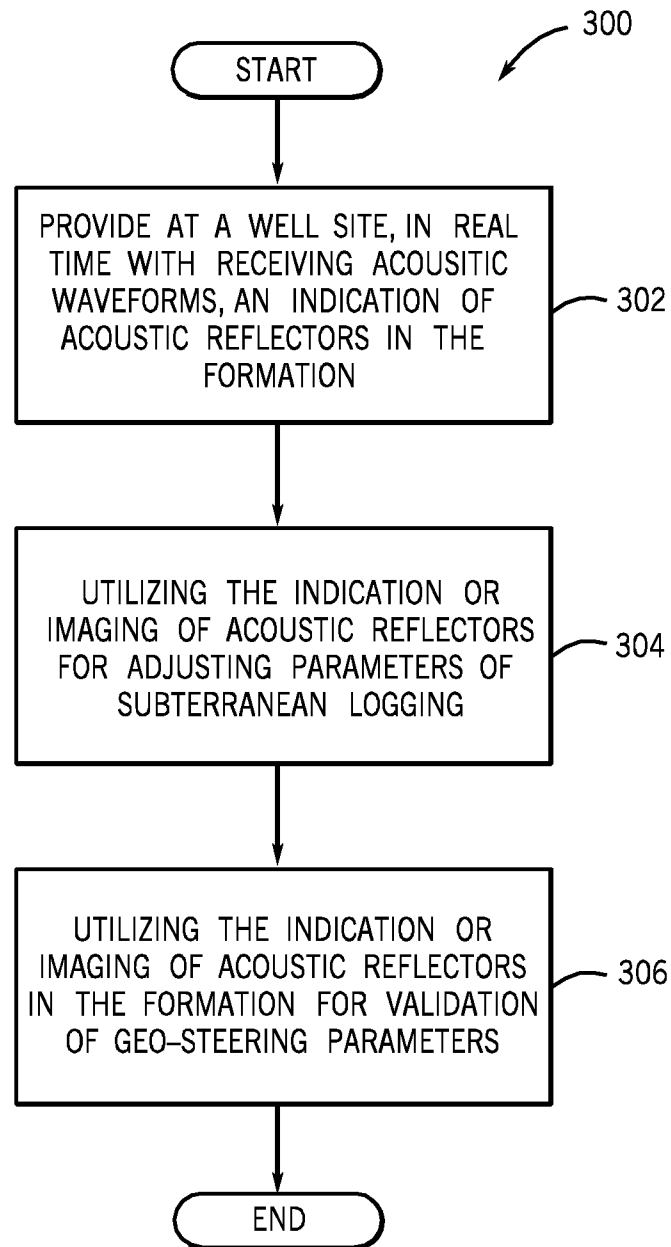 300
START
PROVIDE AT A WELL SITE, IN REAL
TIME WITH RECEIVING ACOUSITIC
WAVEFORMS, AN INDICATION OF
ACOUSTIC REFLECTORS IN THE
FORMATION
302
UTILIZING THE INDICATION OR
IMAGING OF ACOUSTIC REFLECTORS
FOR ADJUSTING PARAMETERS OF
SUBTERRANEAN LOGGING
304
UTILIZING THE INDICATION OR
IMAGING OF ACOUSTIC REFLECTORS
IN THE FORMATION FOR VALIDATION
OF GEO–STEERING PARAMETERS
306
END